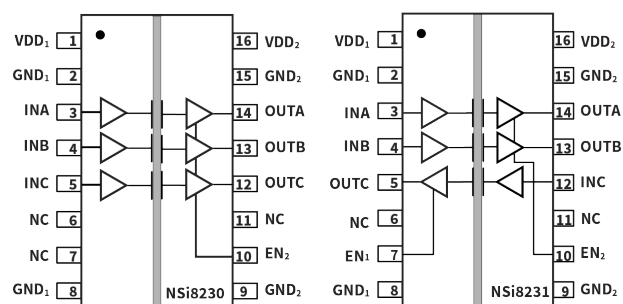 VDD₁ 1 16 VDD₂
GND₁ 2 15 GND₂
INA 3 14 OUTA
INB 4 13 OUTB
INC 5 12 OUTC
NC 6 11 NC
NC 7 10 EN₂
GND₁ 8 NSi8230 9 GND₂
VDD₁ 1 16 VDD₂
GND₁ 2 15 GND₂
INA 3 14 OUTA
INB 4 13 OUTB
OUTC 5 12 INC
NC 6 11 NC
EN₁ 7 10 EN₂
GND₁ 8 NSi8231 9 GND₂